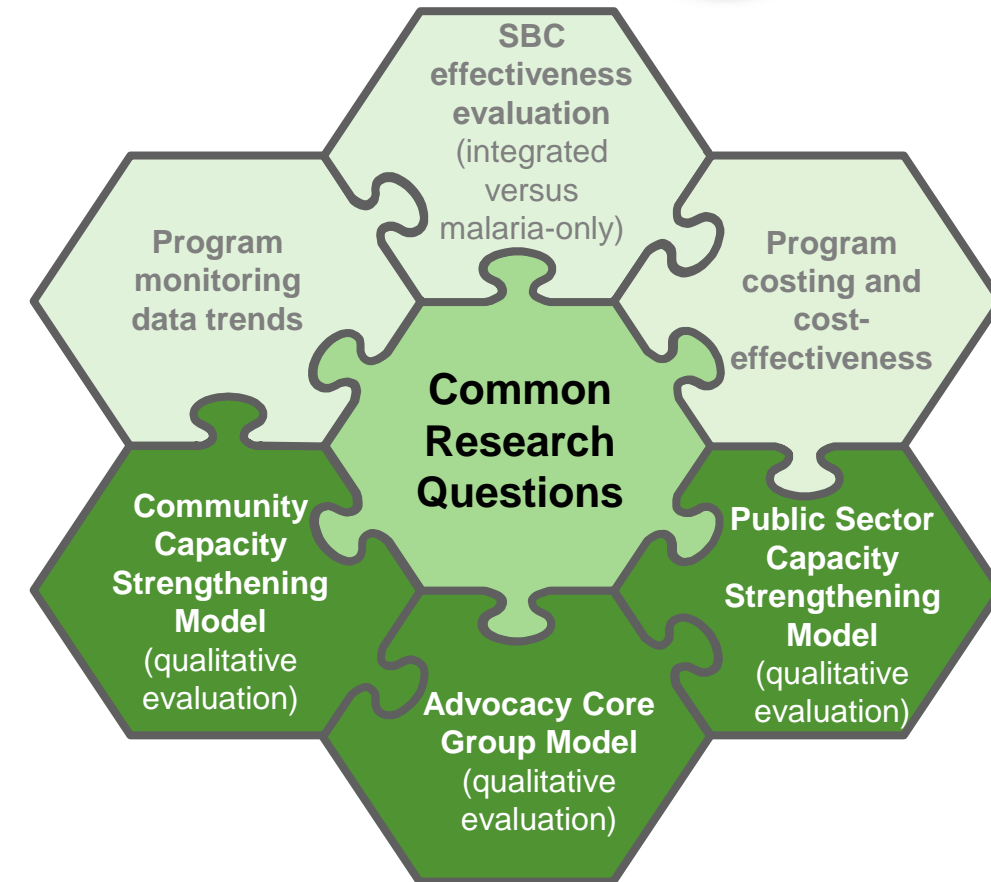 SBC
effectiveness
evaluation
(integrated
versus
malaria-only)
Program
monitoring
data trends
Program
costing and
cost-
effectiveness
Common
Research
Questions
Community
Capacity
Strengthening
Model
(qualitative
evaluation)
Public Sector
Capacity
Strengthening
Model
(qualitative
evaluation)
Advocacy Core
Group Model
(qualitative
evaluation)